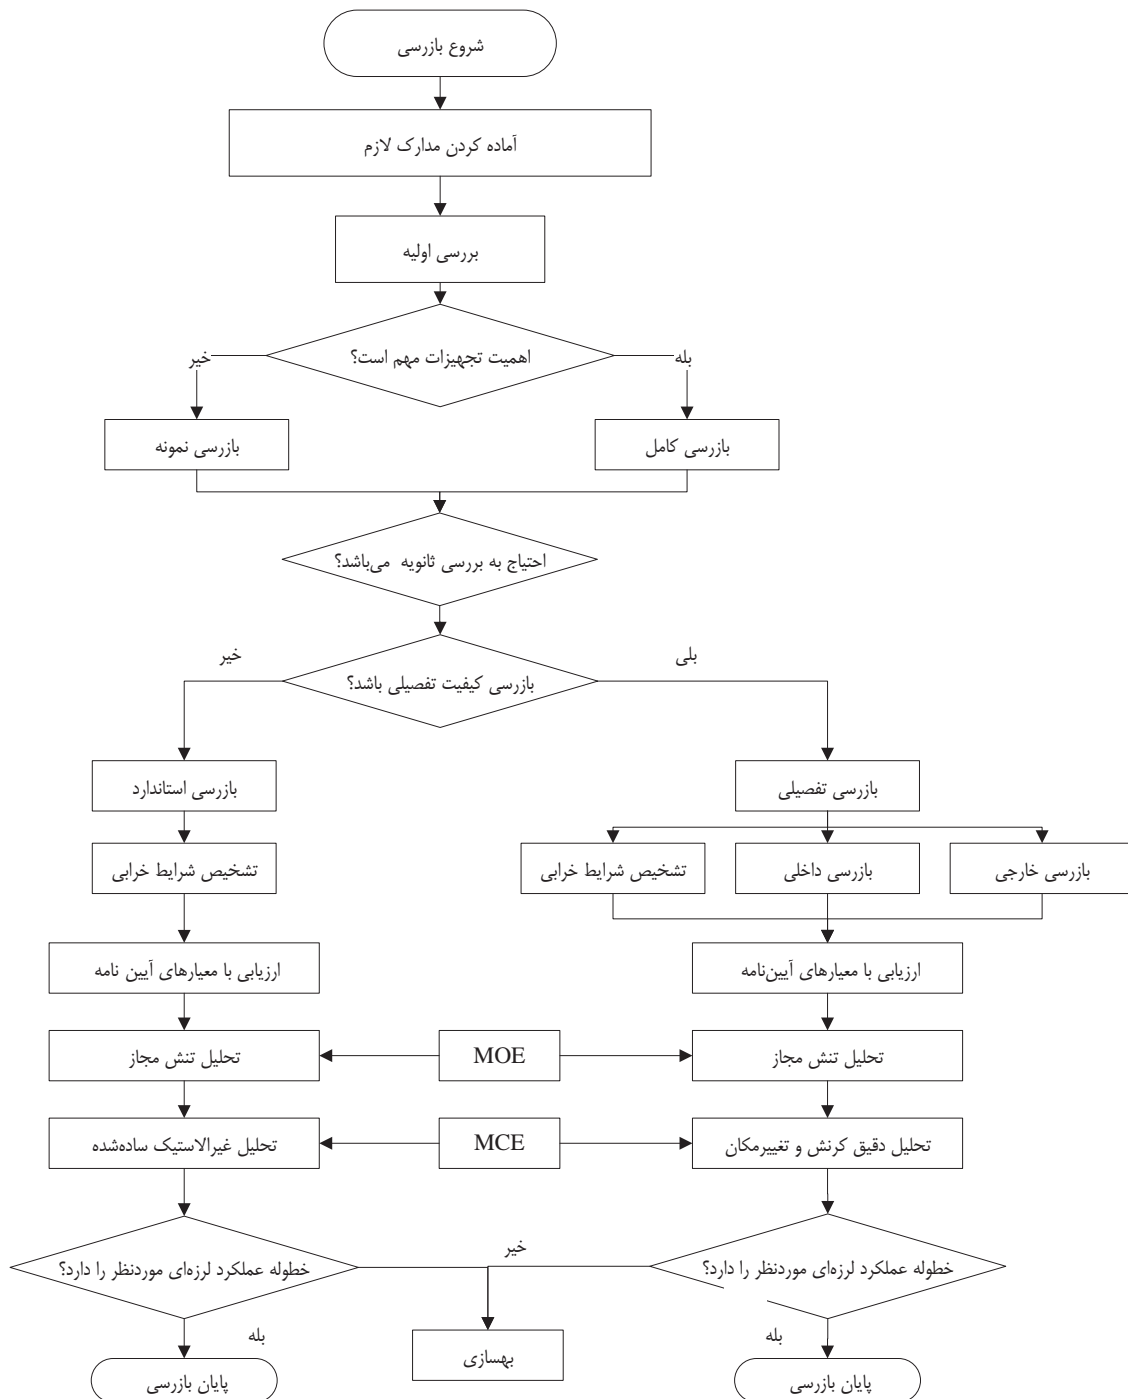 شروع بازرسی
آماده کردن مدارک لازم
بررسی اولیه
اهمیت تجهیزات مهم است؟
بله
خیر
بازرسی کامل
بازرسی نمونه
احتیاج به بررسی ثانویه می‌باشد؟
بازرسی کیفیت تفصیلی باشد؟
بلی
خیر
بازرسی تفصیلی
بازرسی استاندارد
بازرسی خارجی
بازرسی داخلی
تشخیص شرایط خرابی
تشخیص شرایط خرابی
ارزیابی با معیارهای آیین‌نامه
ارزیابی با معیارهای آیین نامه
تحلیل تنش مجاز
MOE
تحلیل تنش مجاز
تحلیل دقیق کرنش و تغییرمکان
MCE
تحلیل غیرالاستیک ساده‌شده
خطوله عملکرد لرزه‌ای موردنظر را دارد؟
خیر
خطوله عملکرد لرزه‌ای موردنظر را دارد؟
بله
بهسازی
بله
پایان بازرسی
پایان بازرسی